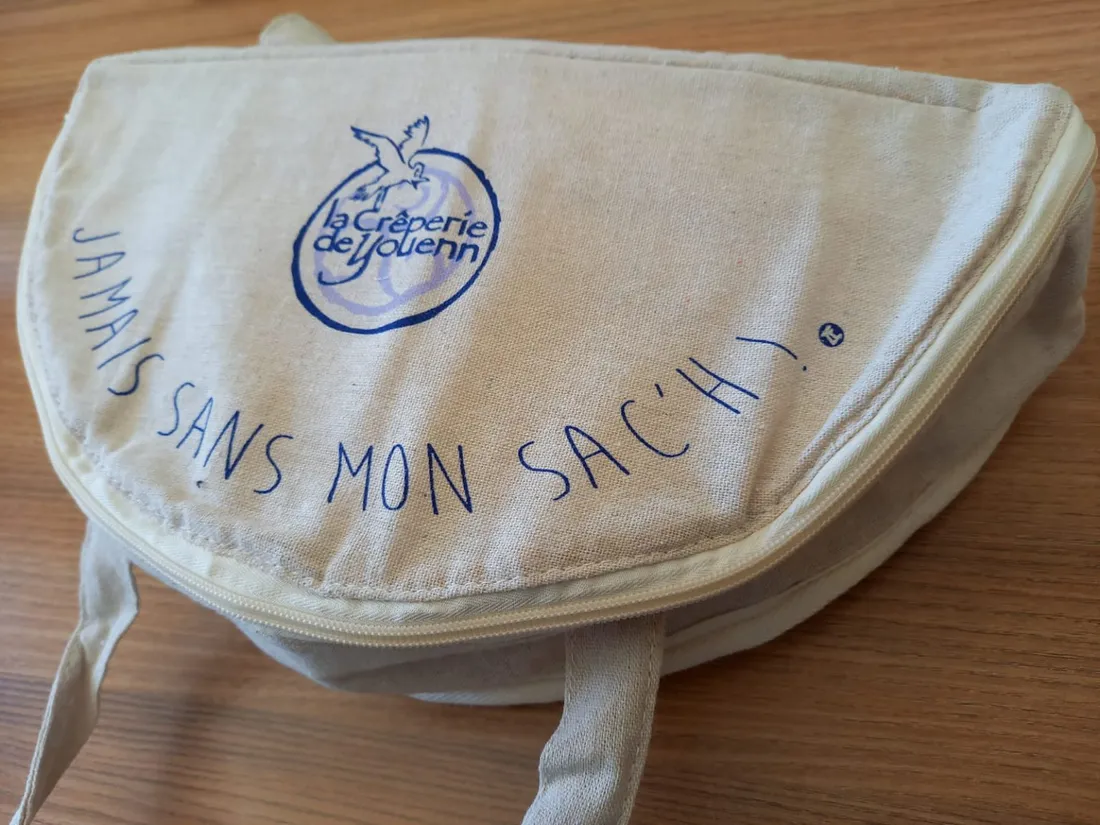 la Crêperie
de Youenn
JAMAIS SANS MON SAC'H !